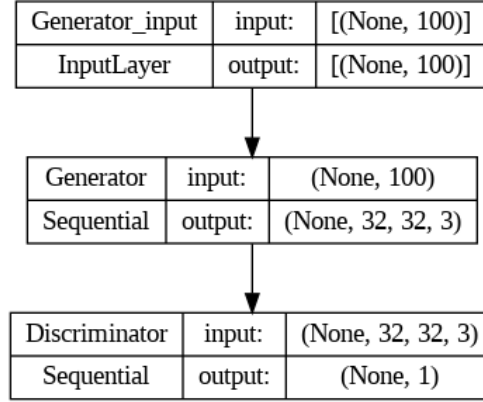 Generator_input input: [(None, 100)]
InputLayer output: [(None, 100)]
Generator input: (None, 100)
Sequential output: (None, 32, 32, 3)
Discriminator input: (None, 32, 32, 3)
Sequential output: (None, 1)